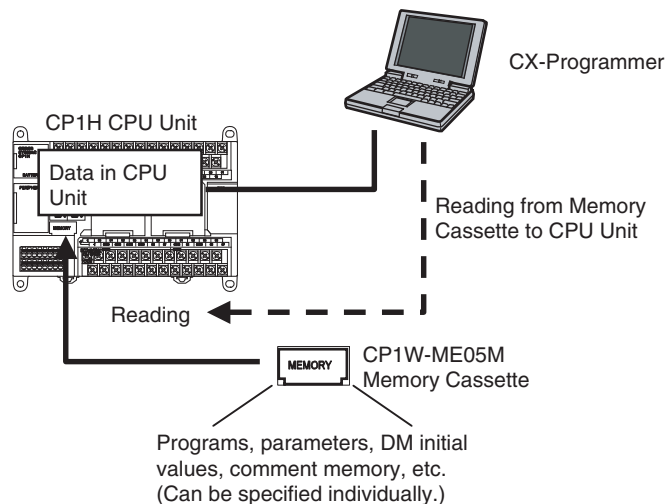 CX-Programmer
CP1H CPU Unit
Data in CPU
Unit
MEMORY
Reading from Memory
Cassette to CPU Unit
Reading
MEMORY
CP1W-ME05M
Memory Cassette
Programs, parameters, DM initial
values, comment memory, etc.
(Can be specified individually.)